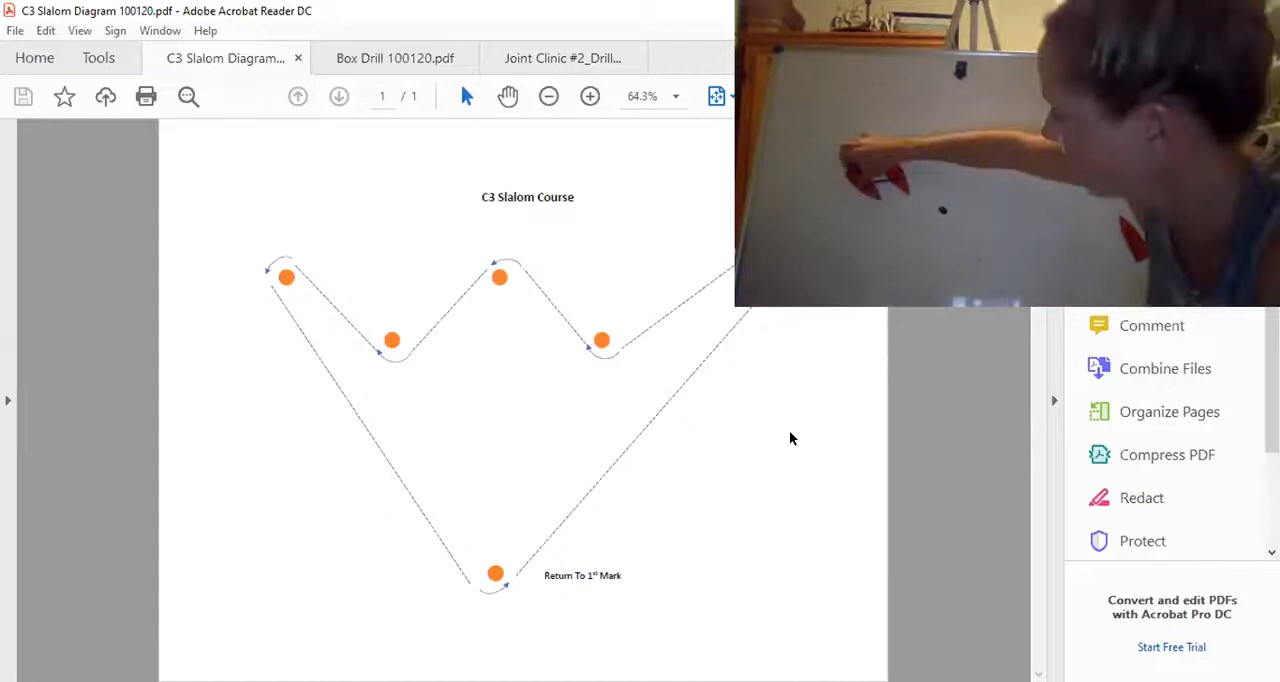 C3 Slalom Diagram 100120.pdf - Adobe Acrobat Reader DC
File Edit View Sign Window Help
Home Tools C3 Slalom Diagram... × Box Drill 100120.pdf Joint Clinic #2_Drill...
1 / 1 64.3%
C3 Slalom Course
Return To 1st Mark
Comment
Combine Files
Organize Pages
Compress PDF
Redact
Protect
Convert and edit PDFs
with Acrobat Pro DC
Start Free Trial